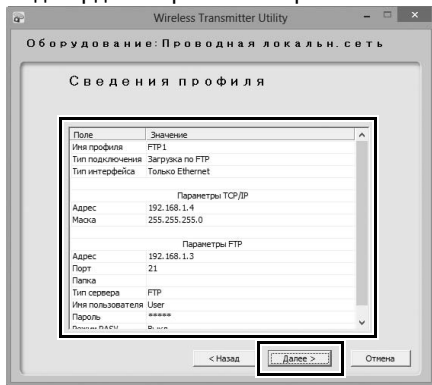 Wireless Transmitter Utility
Оборудование:Проводная локальн.сеть
Сведения профиля
Поле Значение
Имя профиля FTP1
Тип подключения Загрузка по FTP
Тип интерфейса Только Ethernet
Параметры TCP/IP
Адрес 192.168.1.4
Маска 255.255.255.0
Параметры FTP
Адрес 192.168.1.3
Порт 21
Папка
Тип сервера FTP
Имя пользователя User
Пароль *****
< Назад Далее > Отмена